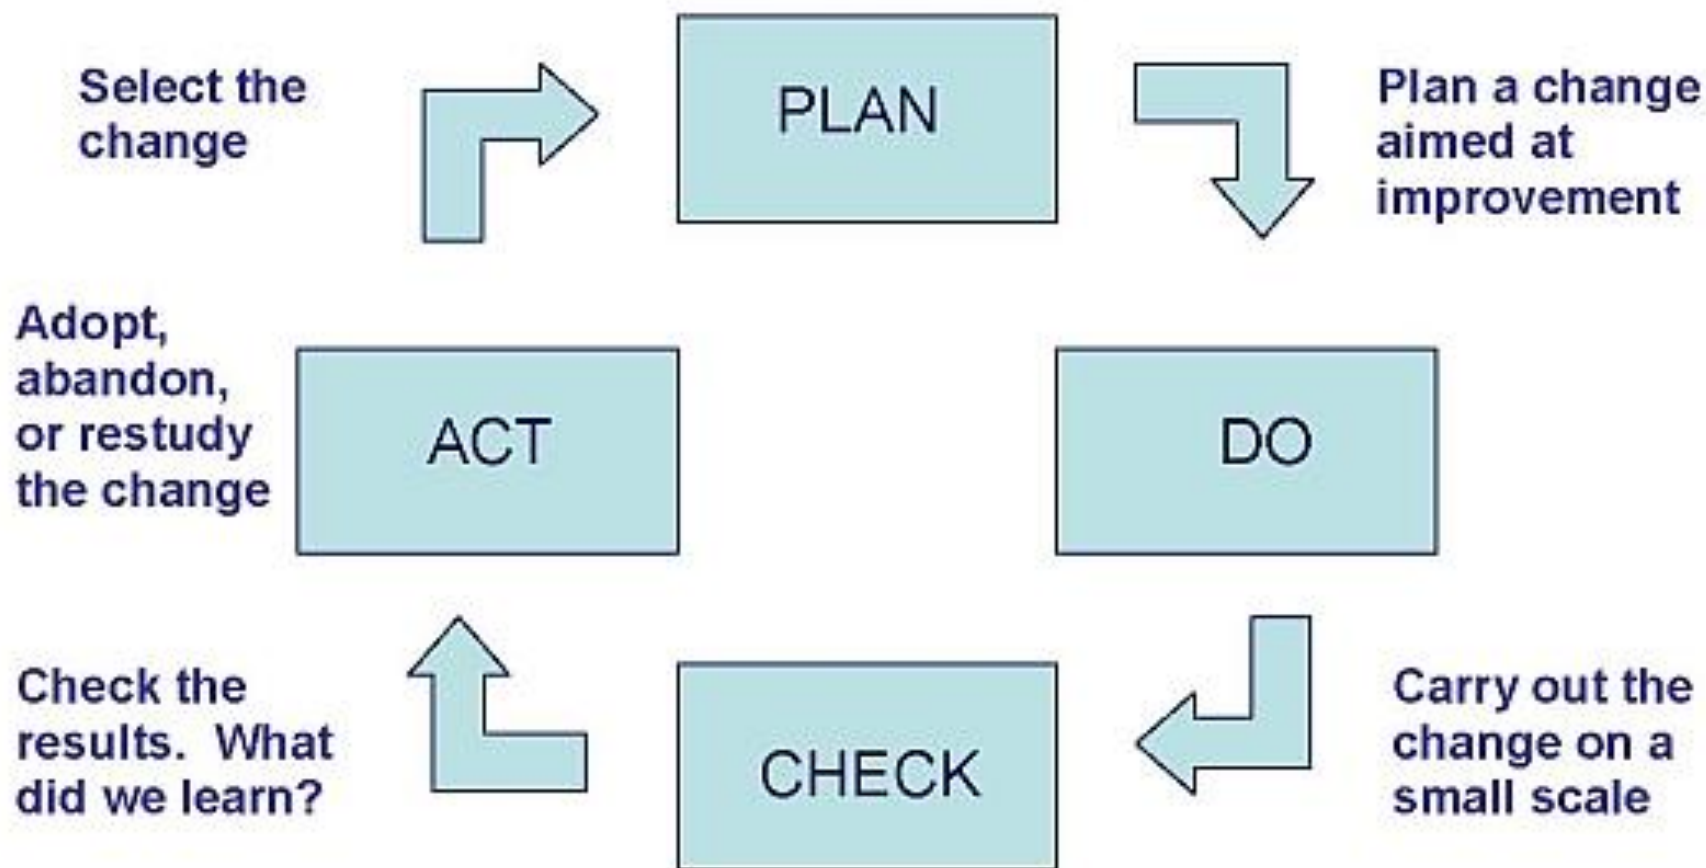 Select the
change
PLAN
Plan a change
aimed at
improvement
Adopt,
abandon,
or restudy
the change
ACT
DO
Check the
results.  What
did we learn?
CHECK
Carry out the
change on a
small scale